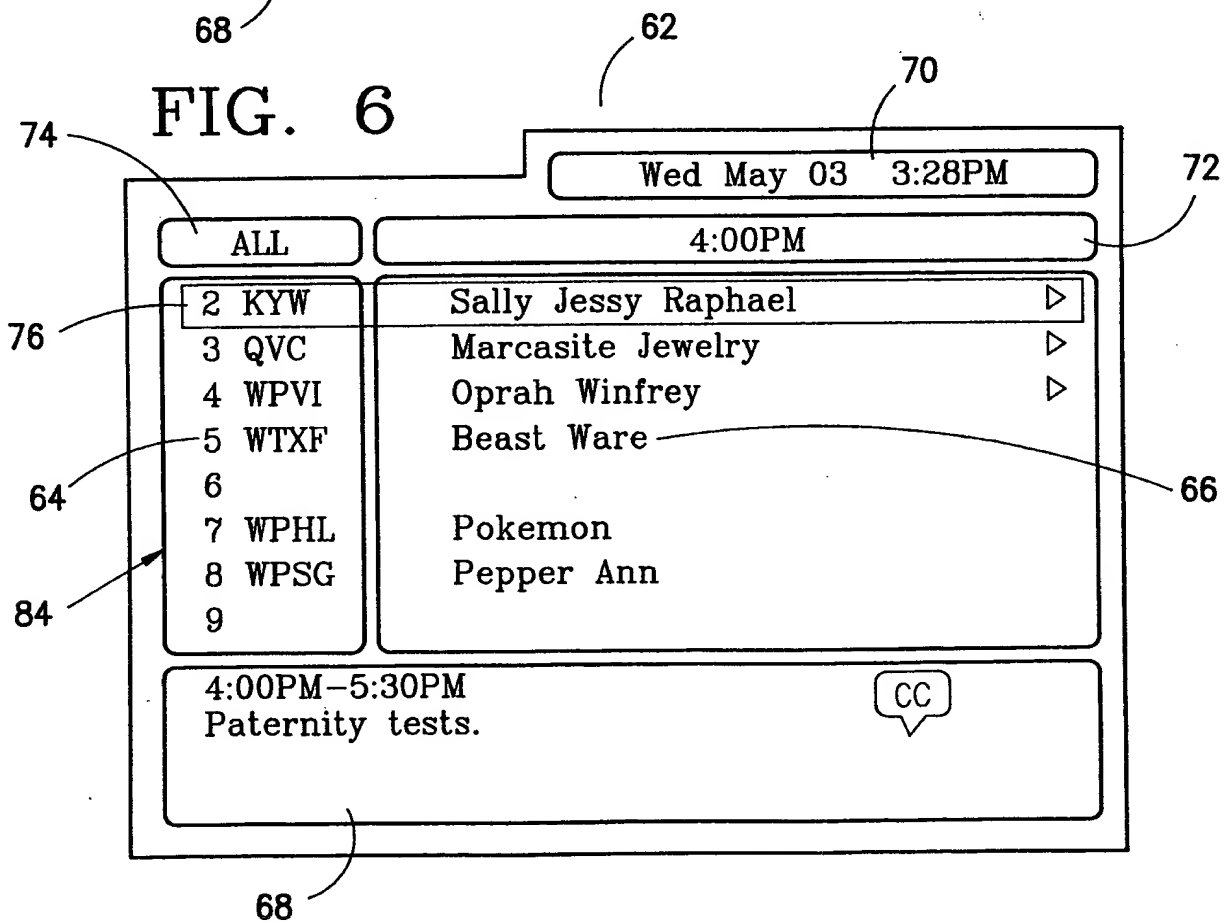 68
62
FIG. 6
70
74
Wed May 03 3:28PM
72
ALL 4:00PM
76
2 KYW Sally Jessy Raphael ▷
3 QVC Marcasite Jewelry ▷
4 WPVI Oprah Winfrey ▷
5 WTXF Beast Ware
64
6
66
7 WPHL Pokemon
8 WPSG Pepper Ann
84
9
4:00PM–5:30PM CC
Paternity tests.
68